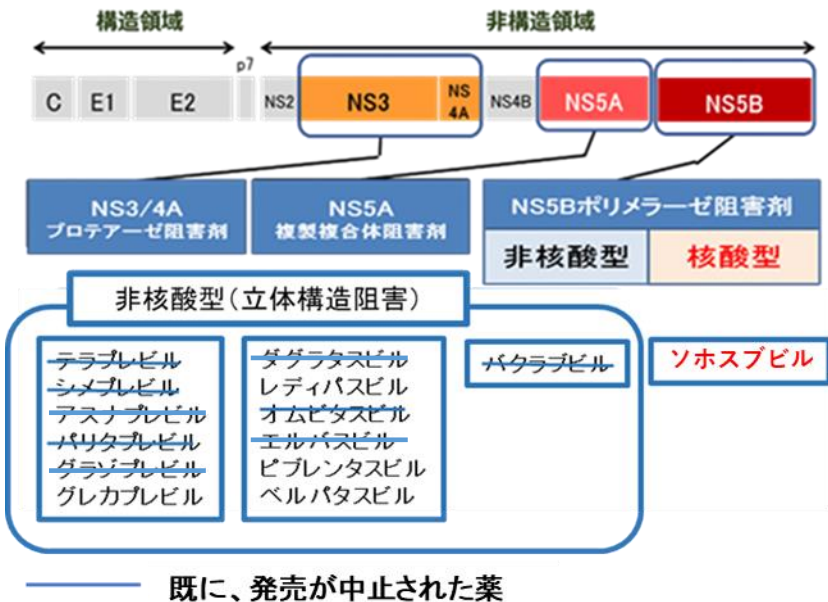 構造領域
非構造領域
p7
C
E1
E2
NS2
NS3
NS
4A
NS4B
NS5A
NS5B
NS3/4A
プロテアーゼ阻害剤
NS5A
複製複合体阻害剤
NS5Bポリメラーゼ阻害剤
非核酸型
核酸型
非核酸型（立体構造阻害）
テラプレビル
シメプレビル
アスナプレビル
パリタプレビル
グラゾプレビル
グレカプレビル
ダグラタスビル
レディパスビル
オムビタスビル
エルバスビル
ピブレンタスビル
ベルパタスビル
バクラブビル
ソホスブビル
既に、発売が中止された薬